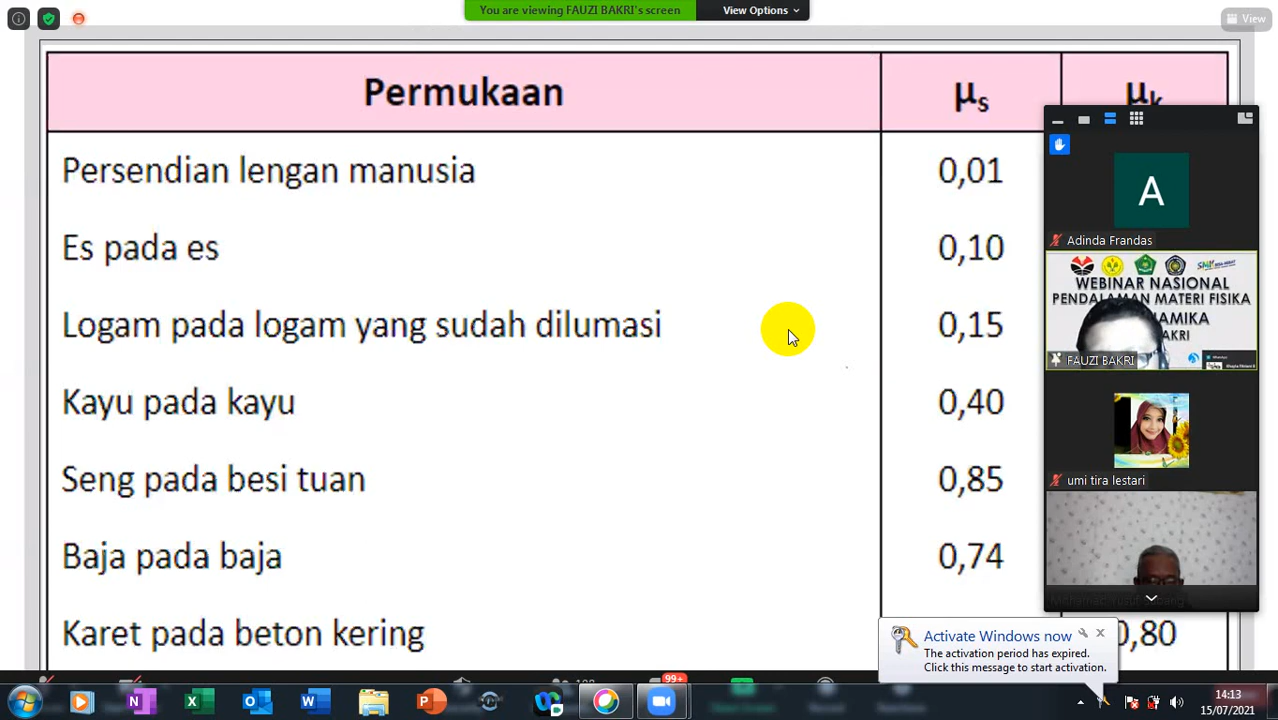 You are viewing FAUZI BAKRI's screen
View Options
View
Permukaan μs μk
Persendian lengan manusia 0,01
Es pada es 0,10
Logam pada logam yang sudah dilumasi 0,15
Kayu pada kayu 0,40
Seng pada besi tuan 0,85
Baja pada baja 0,74
Karet pada beton kering 0,80
A
Adinda Frandas
WEBINAR NASIONAL
PENDALAMAN MATERI FISIKA
AMIKA
AKRI
FAUZI BAKRI
umi tira lestari
Activate Windows now
The activation period has expired.
Click this message to start activation.
99+
14:13
15/07/2021